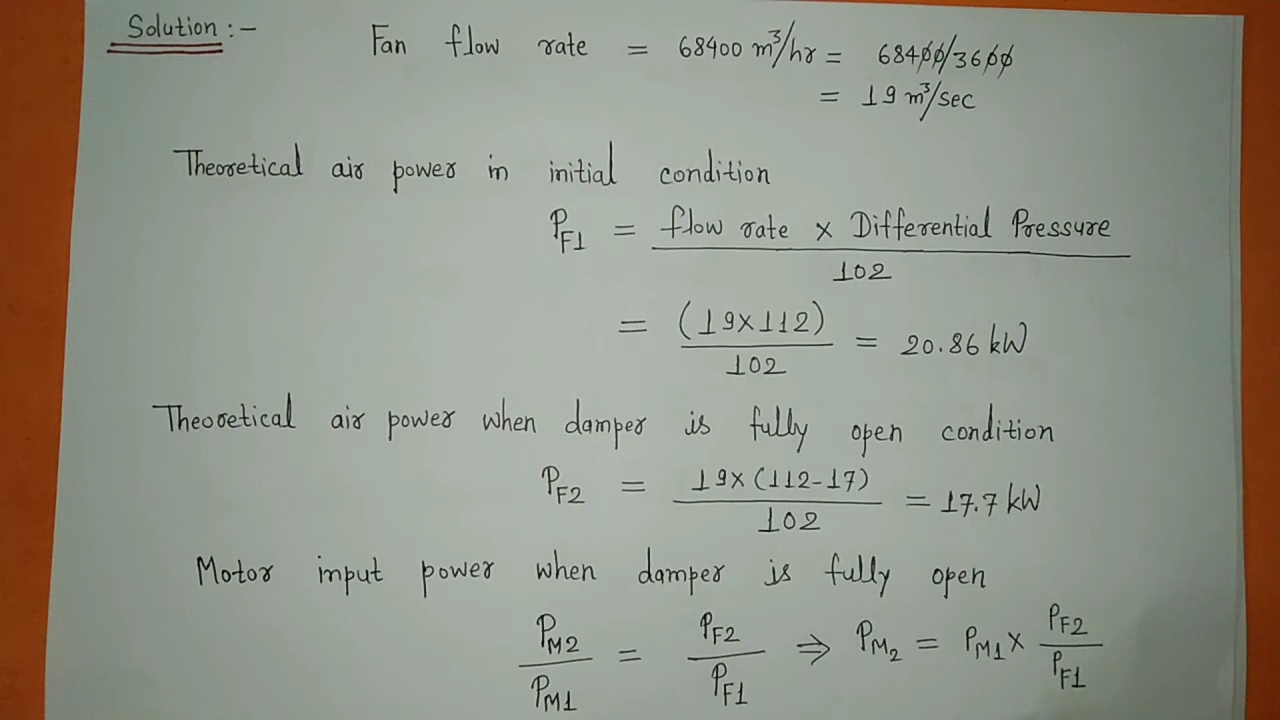 Solution :-
Fan flow rate = 68400 m³/hr = 68400/3600
= 19 m³/sec
Theoretical air power in initial condition
P_F1 = flow rate x Differential Pressure / 102
= (19x112) / 102 = 20.86 kW
Theoretical air power when damper is fully open condition
P_F2 = 19x(112-17) / 102 = 17.7 kW
Motor input power when damper is fully open
P_M2 / P_M1 = P_F2 / P_F1 ⇒ P_M2 = P_M1 x P_F2 / P_F1